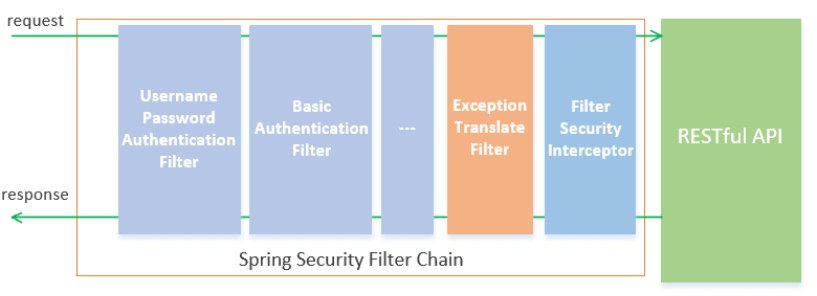 request
Username
Password
Authentication
Filter
Basic
Authentication
Filter
---
Exception
Translate
Filter
Filter
Security
Interceptor
RESTful API
response
Spring Security Filter Chain